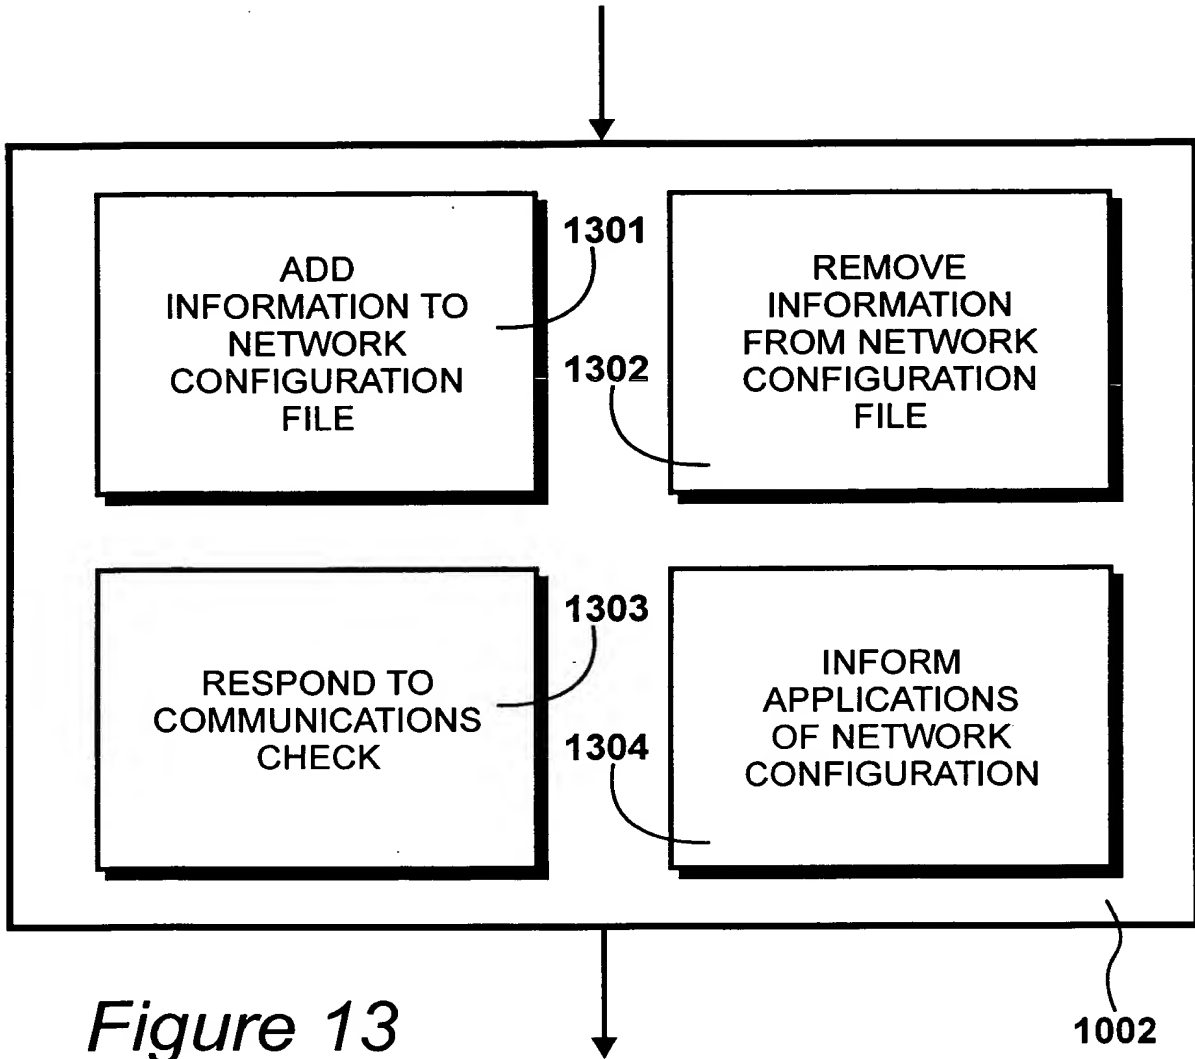 ADD
INFORMATION TO
NETWORK
CONFIGURATION
FILE
1301
REMOVE
INFORMATION
FROM NETWORK
CONFIGURATION
FILE
1302
RESPOND TO
COMMUNICATIONS
CHECK
1303
INFORM
APPLICATIONS
OF NETWORK
CONFIGURATION
1304
1002
Figure 13